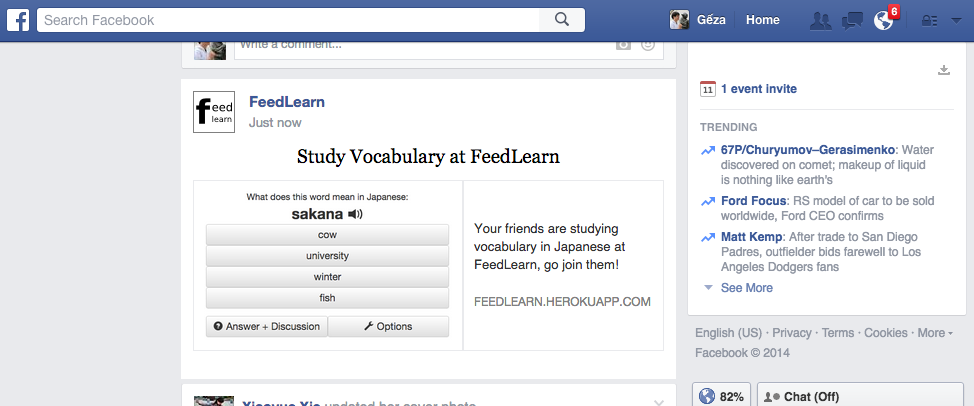 f
Search Facebook
Géza
Home
6
Write a comment...
11
1 event invite
TRENDING
67P/Churyumov–Gerasimenko: Water
discovered on comet; makeup of liquid
is nothing like earth's
Ford Focus: RS model of car to be sold
worldwide, Ford CEO confirms
Matt Kemp: After trade to San Diego
Padres, outfielder bids farewell to Los
Angeles Dodgers fans
See More
English (US) · Privacy · Terms · Cookies · More
Facebook © 2014
feed
learn
FeedLearn
Just now
Study Vocabulary at FeedLearn
What does this word mean in Japanese:
sakana
cow
university
winter
fish
Answer + Discussion
Options
Your friends are studying
vocabulary in Japanese at
FeedLearn, go join them!
FEEDLEARN.HEROKUAPP.COM
updated her cover photo
82%
Chat (Off)